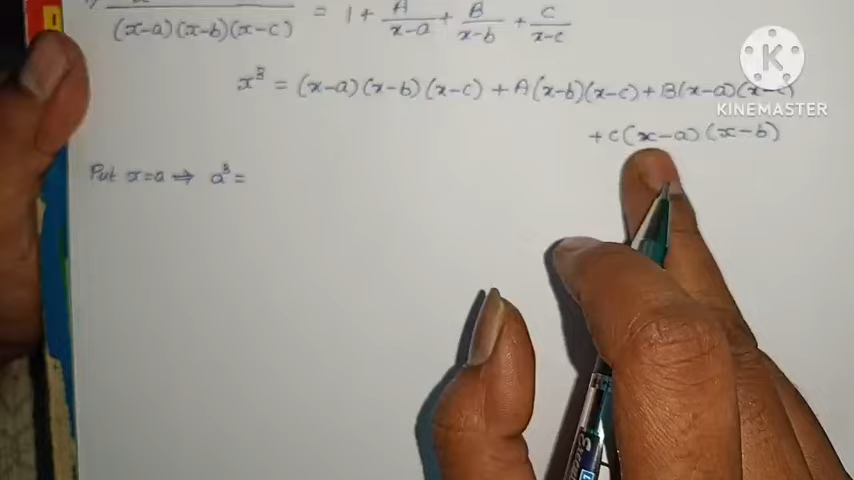 (x-a)(x-b)(x-c) = 1 + A/x-a + B/x-b + C/x-c
x³ = (x-a)(x-b)(x-c) + A(x-b)(x-c) + B(x-a)(x-c)
KINEMASTER
+ C(x-a)(x-b)
Put x=a ⇒ a³ =